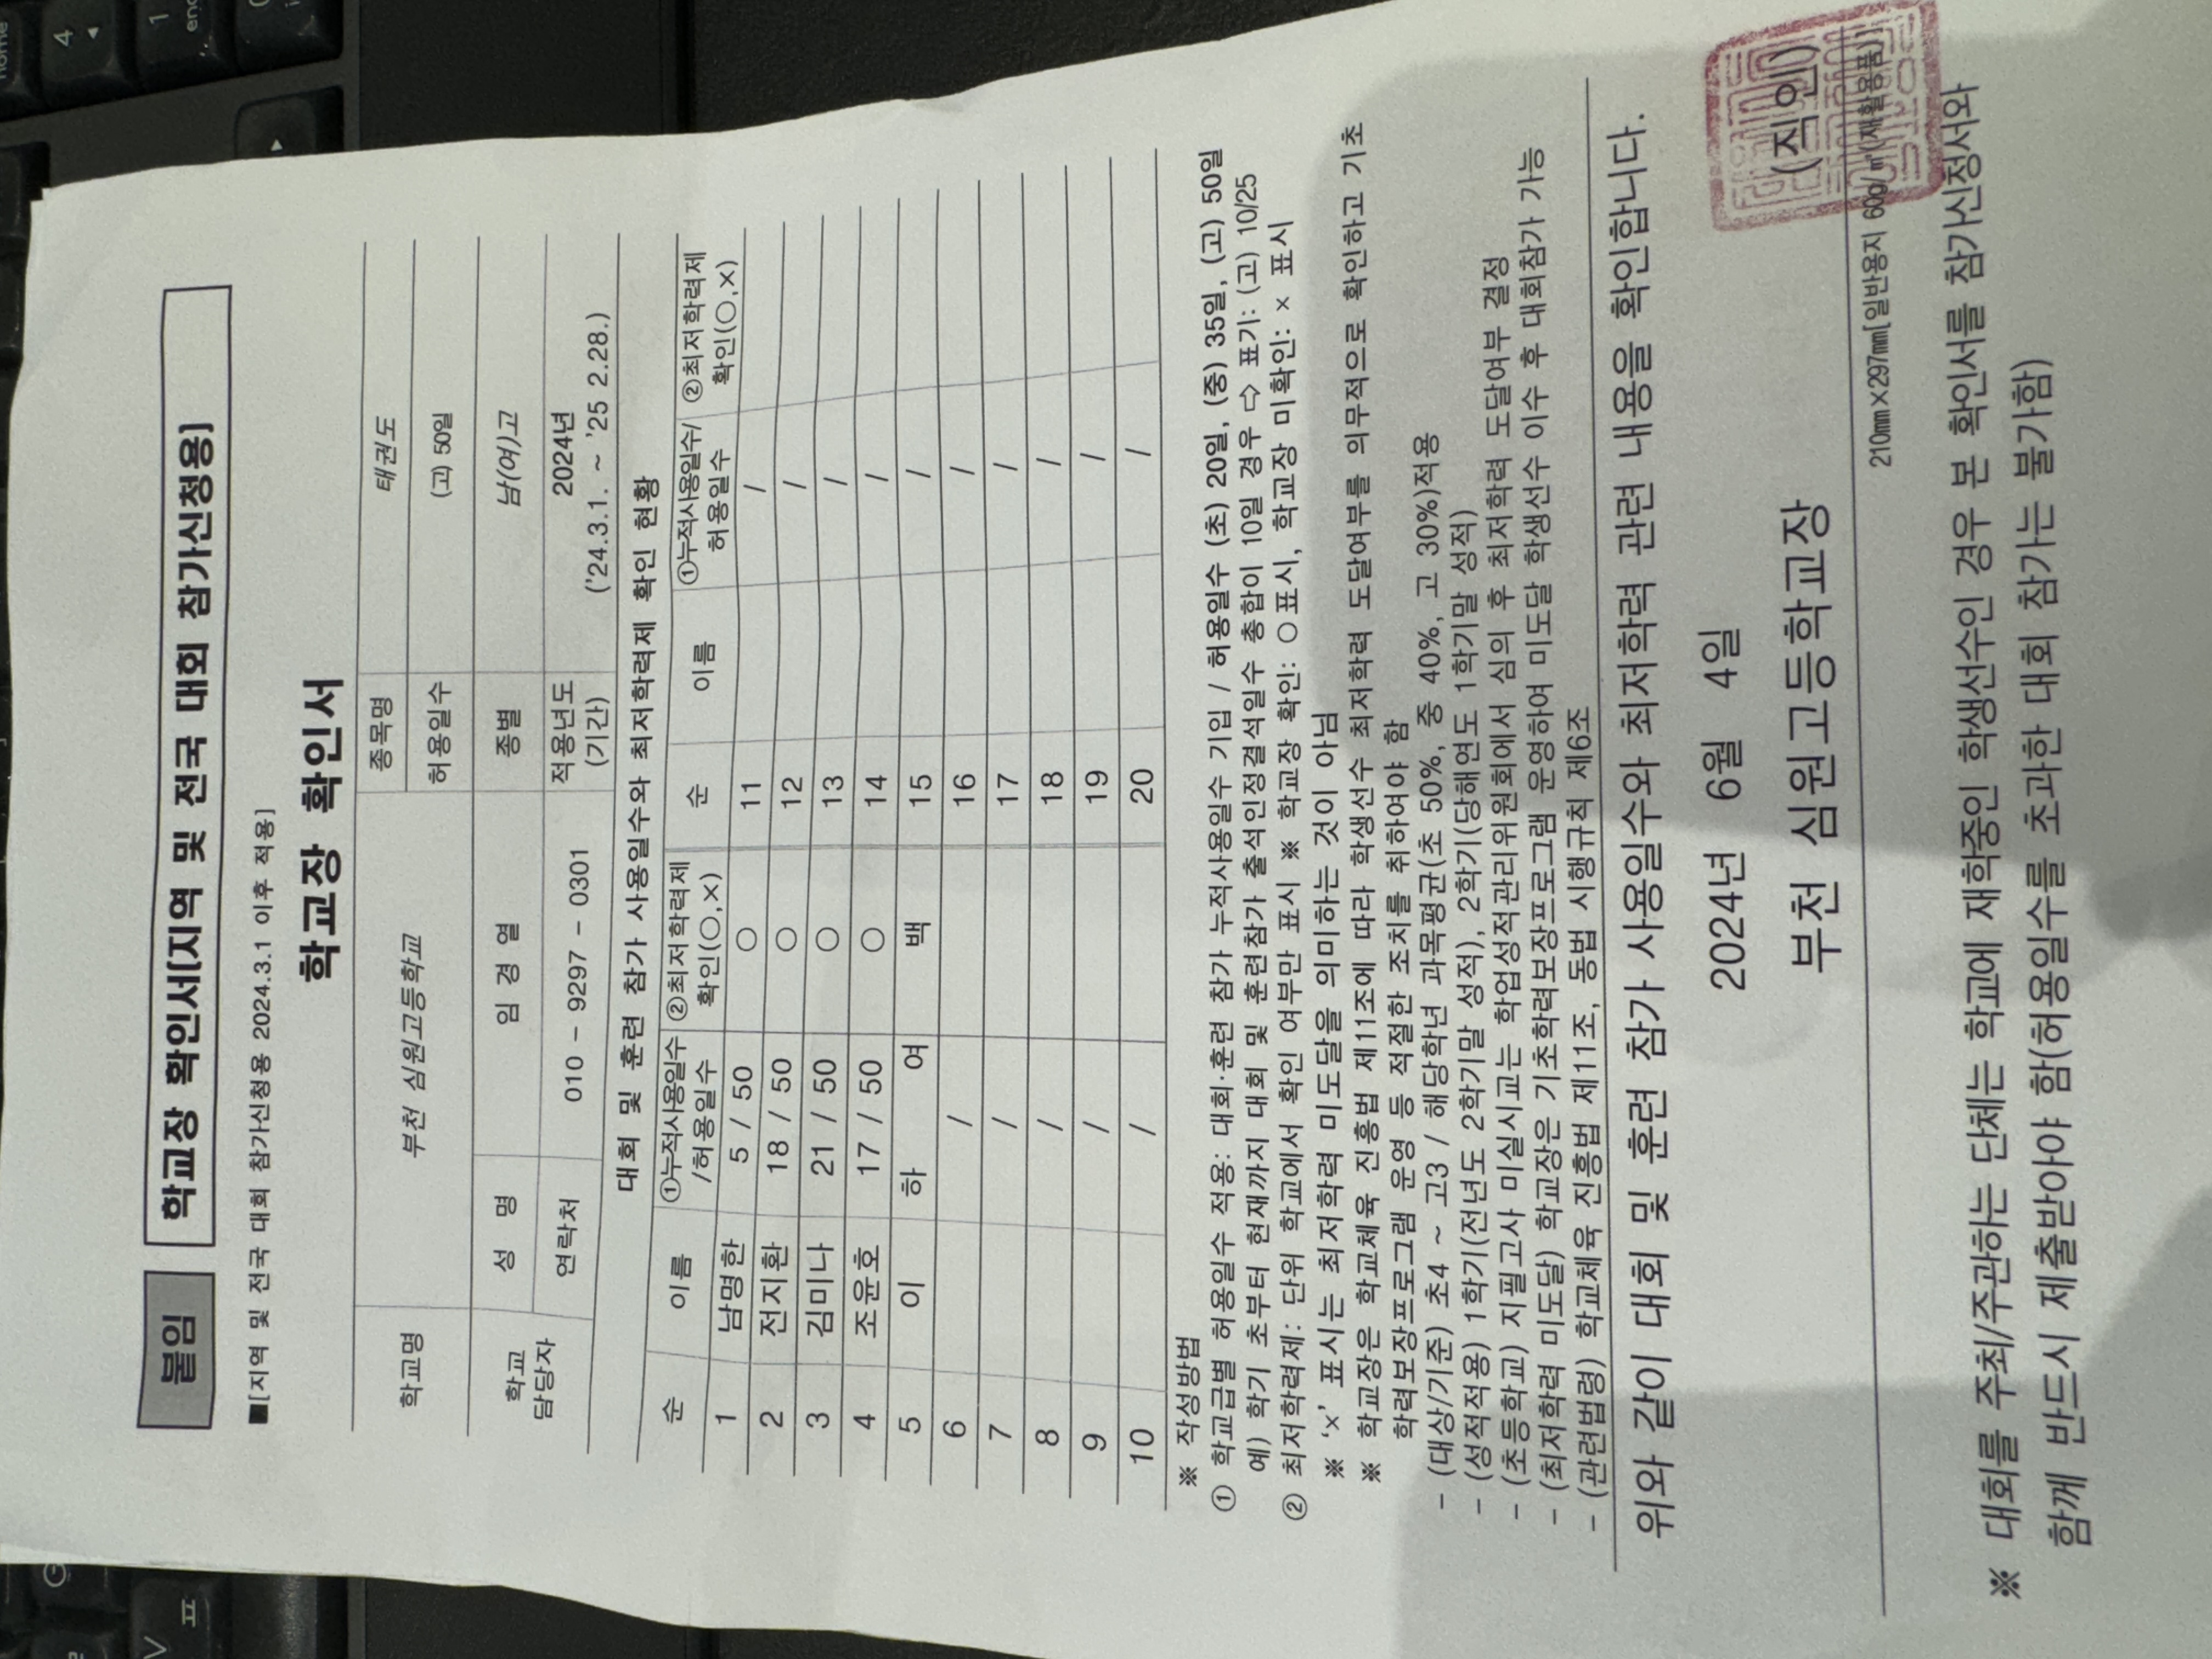 붙임
학교장 확인서[지역 및 전국 대회 참가신청용]
■[지역 및 전국 대회 참가신청용 2024.3.1 이후 적용]
학교장 확인서
학교명 부천 심원고등학교 종목명 태권도
허용일수 (고) 50일
학교 담당자 성 명 임 경 열 종별 남(여)고
연락처 010 - 9297 - 0301 적용년도 (기간) 2024년 ('24.3.1. ~ '25 2.28.)
대회 및 훈련 참가 사용일수와 최저학력제 확인 현황
순 이름 ①누적사용일수/허용일수 ②최저학력제 확인(○,×) 순 이름 ①누적사용일수/허용일수 ②최저학력제 확인(○,×)
1 남명한 5 / 50 ○ 11 /
2 전지환 18 / 50 ○ 12 /
3 김미나 21 / 50 ○ 13 /
4 조윤호 17 / 50 ○ 14 /
5 이 하 여 백 15 /
6 / 16 /
7 / 17 /
8 / 18 /
9 / 19 /
10 / 20 /
※ 작성방법
① 학교급별 허용일수 적용: 대회·훈련 참가 누적사용일수 기입 / 허용일수 (초) 20일, (중) 35일, (고) 50일
예) 학기 초부터 현재까지 대회 및 훈련참가 출석인정결석일수 총합이 10일 경우 ⇨ 표기: (고) 10/25
② 최저학력제: 단위 학교에서 확인 여부만 표시 ※ 학교장 확인: ○표시, 학교장 미확인: × 표시
※ '×' 표시는 최저학력 미도달을 의미하는 것이 아님
※ 학교장은 학교체육 진흥법 제11조에 따라 학생선수 최저학력 도달여부를 의무적으로 확인하고 기초
학력보장프로그램 운영 등 적절한 조치를 취하여야 함
- (대상/기준) 초4 ~ 고3 / 해당학년 과목평균(초 50%, 중 40%, 고 30%)적용
- (성적적용) 1학기(전년도 2학기말 성적), 2학기(당해연도 1학기말 성적)
- (초등학교) 지필고사 미실시교는 학업성적관리위원회에서 심의 후 최저학력 도달여부 결정
- (최저학력 미도달) 학교장은 기초학력보장프로그램 운영하여 미도달 학생선수 이수 후 대회참가 가능
- (관련법령) 학교체육 진흥법 제11조, 동법 시행규칙 제6조
위와 같이 대회 및 훈련 참가 사용일수와 최저학력 관련 내용을 확인합니다.
2024년 6월 4일
부천 심원고등학교장 (직인)
210㎜×297㎜[일반용지 60g/㎡(재활용품)]
※ 대회를 주최/주관하는 단체는 학교에 재학중인 학생선수인 경우 본 확인서를 참가신청서와
함께 반드시 제출받아야 함(허용일수를 초과한 대회 참가는 불가함)
home
4
1
end
V
ㅍ